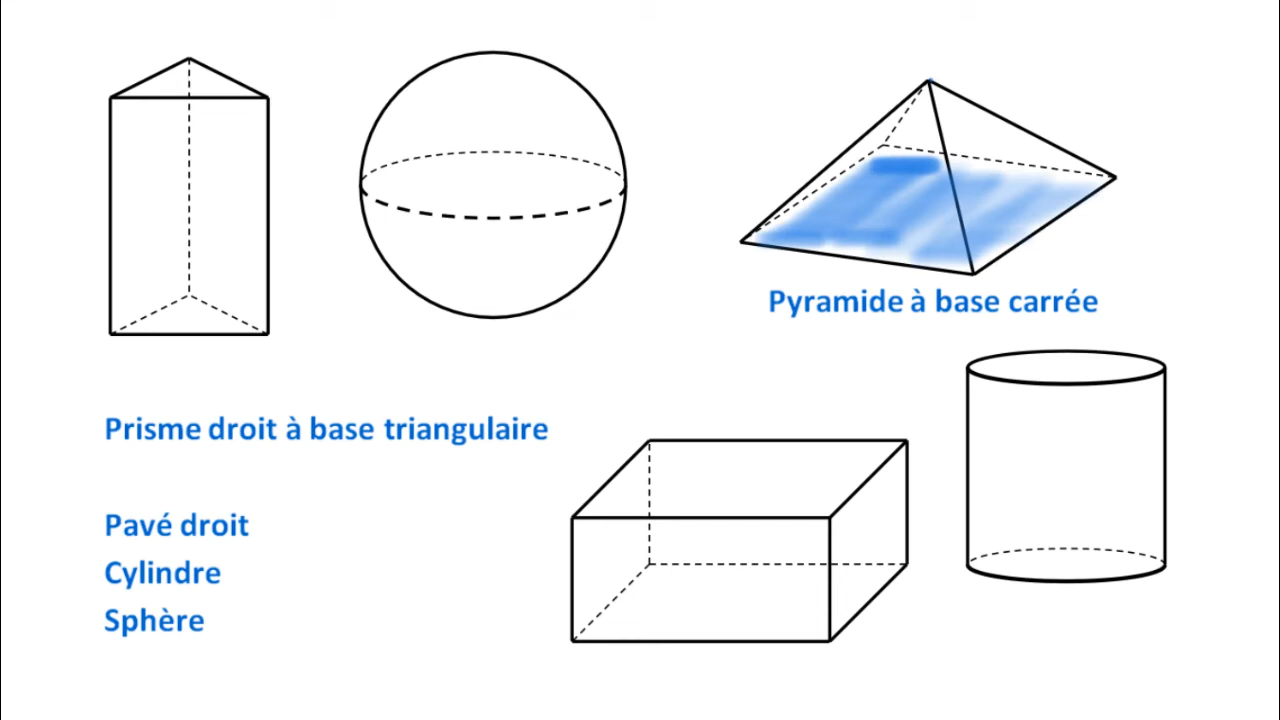 Pyramide à base carrée
Prisme droit à base triangulaire
Pavé droit
Cylindre
Sphère